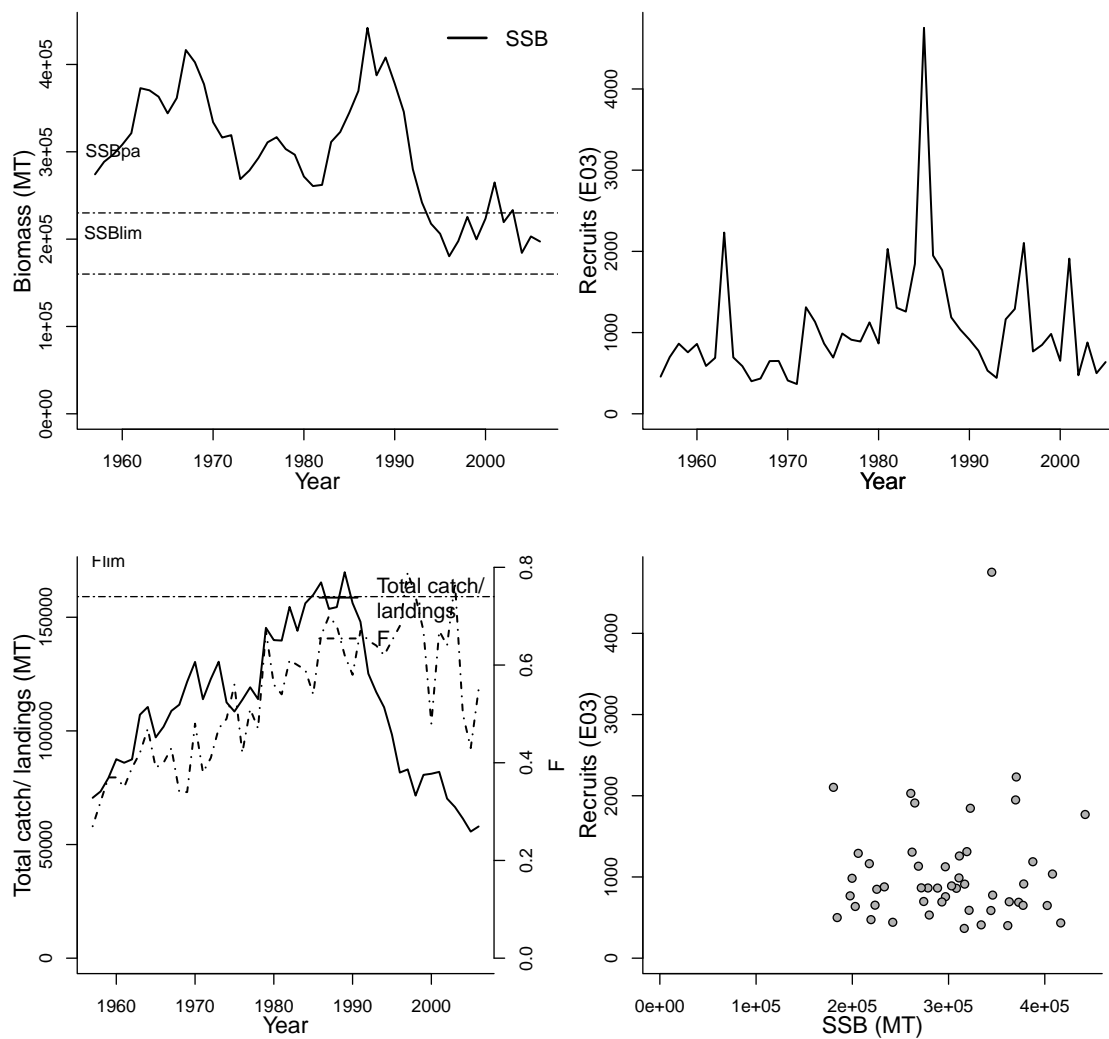 SSB
SSBpa
SSBlim
Biomass (MT)
0e+00
1e+05
2e+05
3e+05
4e+05
1960
1970
1980
1990
2000
Year
Recruits (E03)
0
1000
2000
3000
4000
1960
1970
1980
1990
2000
Year
Flim
Total catch/
landings
F
Total catch/ landings (MT)
0
50000
100000
150000
0.0
0.2
0.4
0.6
0.8
F
1960
1970
1980
1990
2000
Year
Recruits (E03)
0
1000
2000
3000
4000
0e+00
1e+05
2e+05
3e+05
4e+05
SSB (MT)